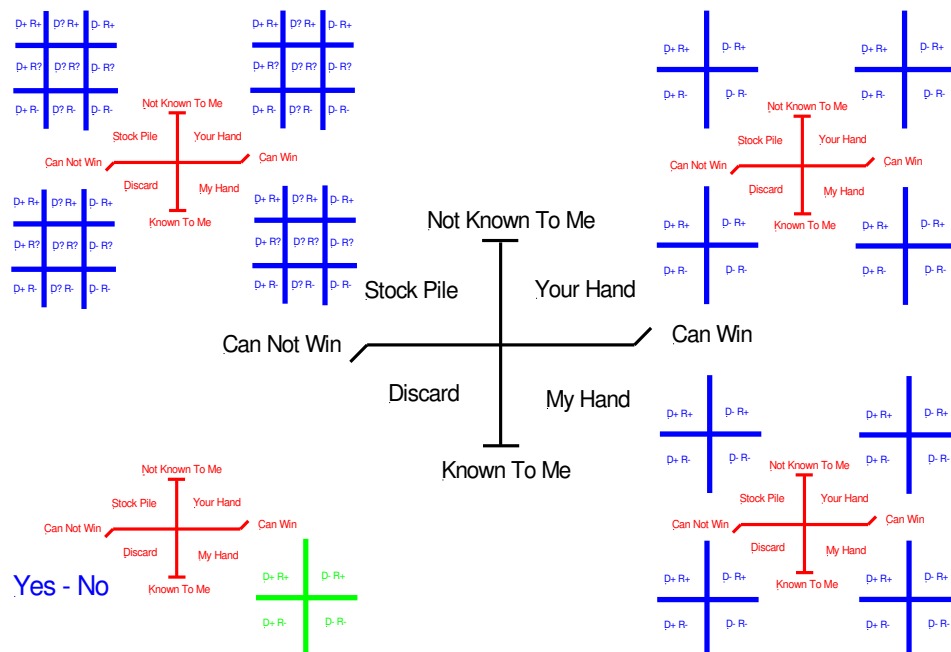 D+ R+ D? R+ D- R+
D+ R? D? R? D- R?
D+ R- D? R- D- R-
D+ R+ D? R+ D- R+
D+ R? D? R? D- R?
D+ R- D? R- D- R-
Not Known To Me
Stock Pile Your Hand
Can Not Win Can Win
Discard My Hand
Known To Me
D+ R+ D? R+ D- R+
D+ R? D? R? D- R?
D+ R- D? R- D- R-
D+ R+ D? R+ D- R+
D+ R? D? R? D- R?
D+ R- D? R- D- R-
D+ R+ D- R+
D+ R- D- R-
D+ R+ D- R+
D+ R- D- R-
Not Known To Me
Stock Pile Your Hand
Can Not Win Can Win
Discard My Hand
Known To Me
D+ R+ D- R+
D+ R- D- R-
D+ R+ D- R+
D+ R- D- R-
Not Known To Me
Stock Pile Your Hand
Can Not Win Can Win
Discard My Hand
Known To Me
Not Known To Me
Stock Pile Your Hand
Can Not Win Can Win
Discard My Hand
Known To Me
Yes - No
D+ R+ D- R+
D+ R- D- R-
D+ R+ D- R+
D+ R- D- R-
D+ R+ D- R+
D+ R- D- R-
Not Known To Me
Stock Pile Your Hand
Can Not Win Can Win
Discard My Hand
Known To Me
D+ R+ D- R+
D+ R- D- R-
D+ R+ D- R+
D+ R- D- R-